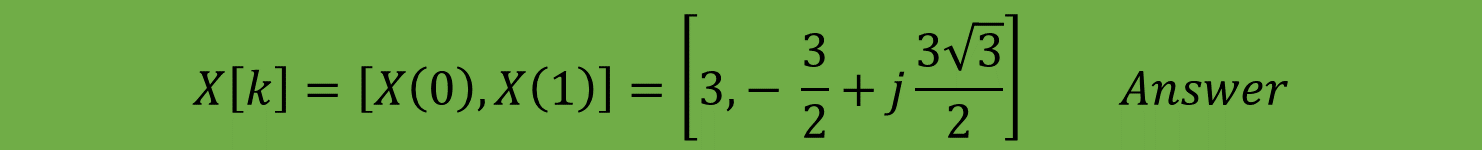 X[k] = [X(0), X(1)] = [3, − 3/2 + j 3√3/2] Answer